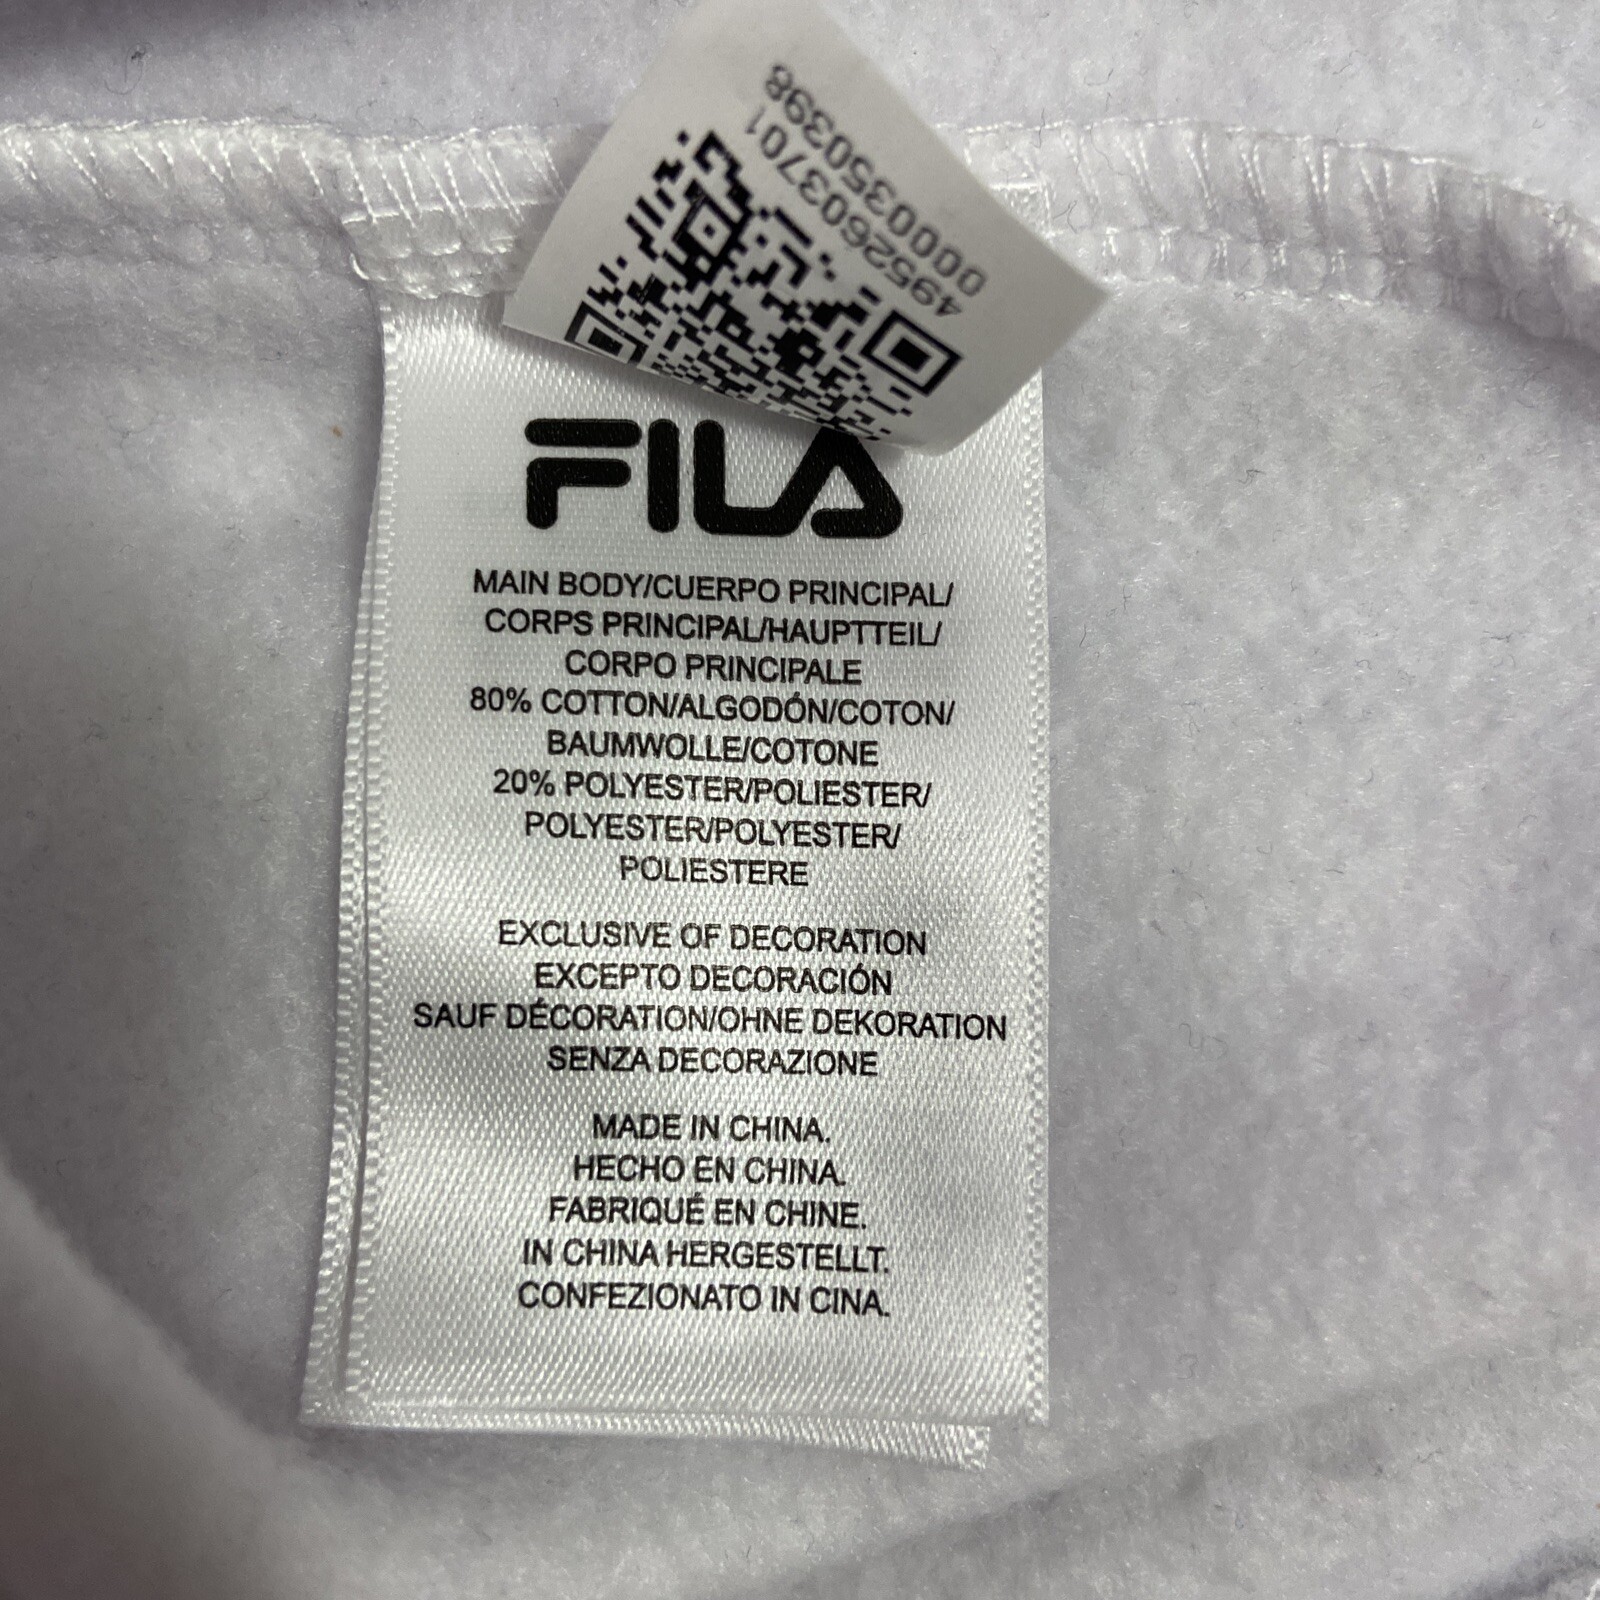 4952603701
0000350398
FILA
MAIN BODY/CUERPO PRINCIPAL/
CORPS PRINCIPAL/HAUPTTEIL/
CORPO PRINCIPALE
80% COTTON/ALGODÓN/COTON/
BAUMWOLLE/COTONE
20% POLYESTER/POLIESTER/
POLYESTER/POLYESTER/
POLIESTERE
EXCLUSIVE OF DECORATION
EXCEPTO DECORACIÓN
SAUF DÉCORATION/OHNE DEKORATION
SENZA DECORAZIONE
MADE IN CHINA.
HECHO EN CHINA.
FABRIQUÉ EN CHINE.
IN CHINA HERGESTELLT.
CONFEZIONATO IN CINA.